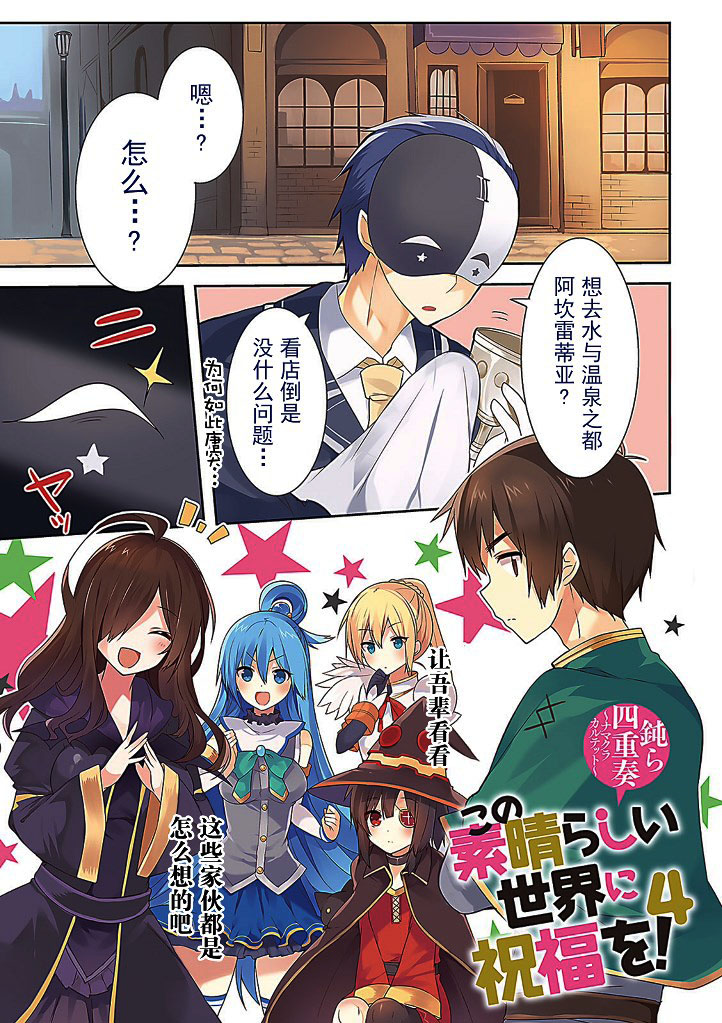 嗯…?
怎么…?
想去水与温泉之都
阿坎雷蒂亚?
看店倒是
没什么问题…
为何如此唐突…
ヤッ
让吾辈看看
这些家伙都是
怎么想的吧
鈍ら
四重奏
～ナマクラ
カルテット～
この
素晴らしい
世界に
祝福を!
4
II